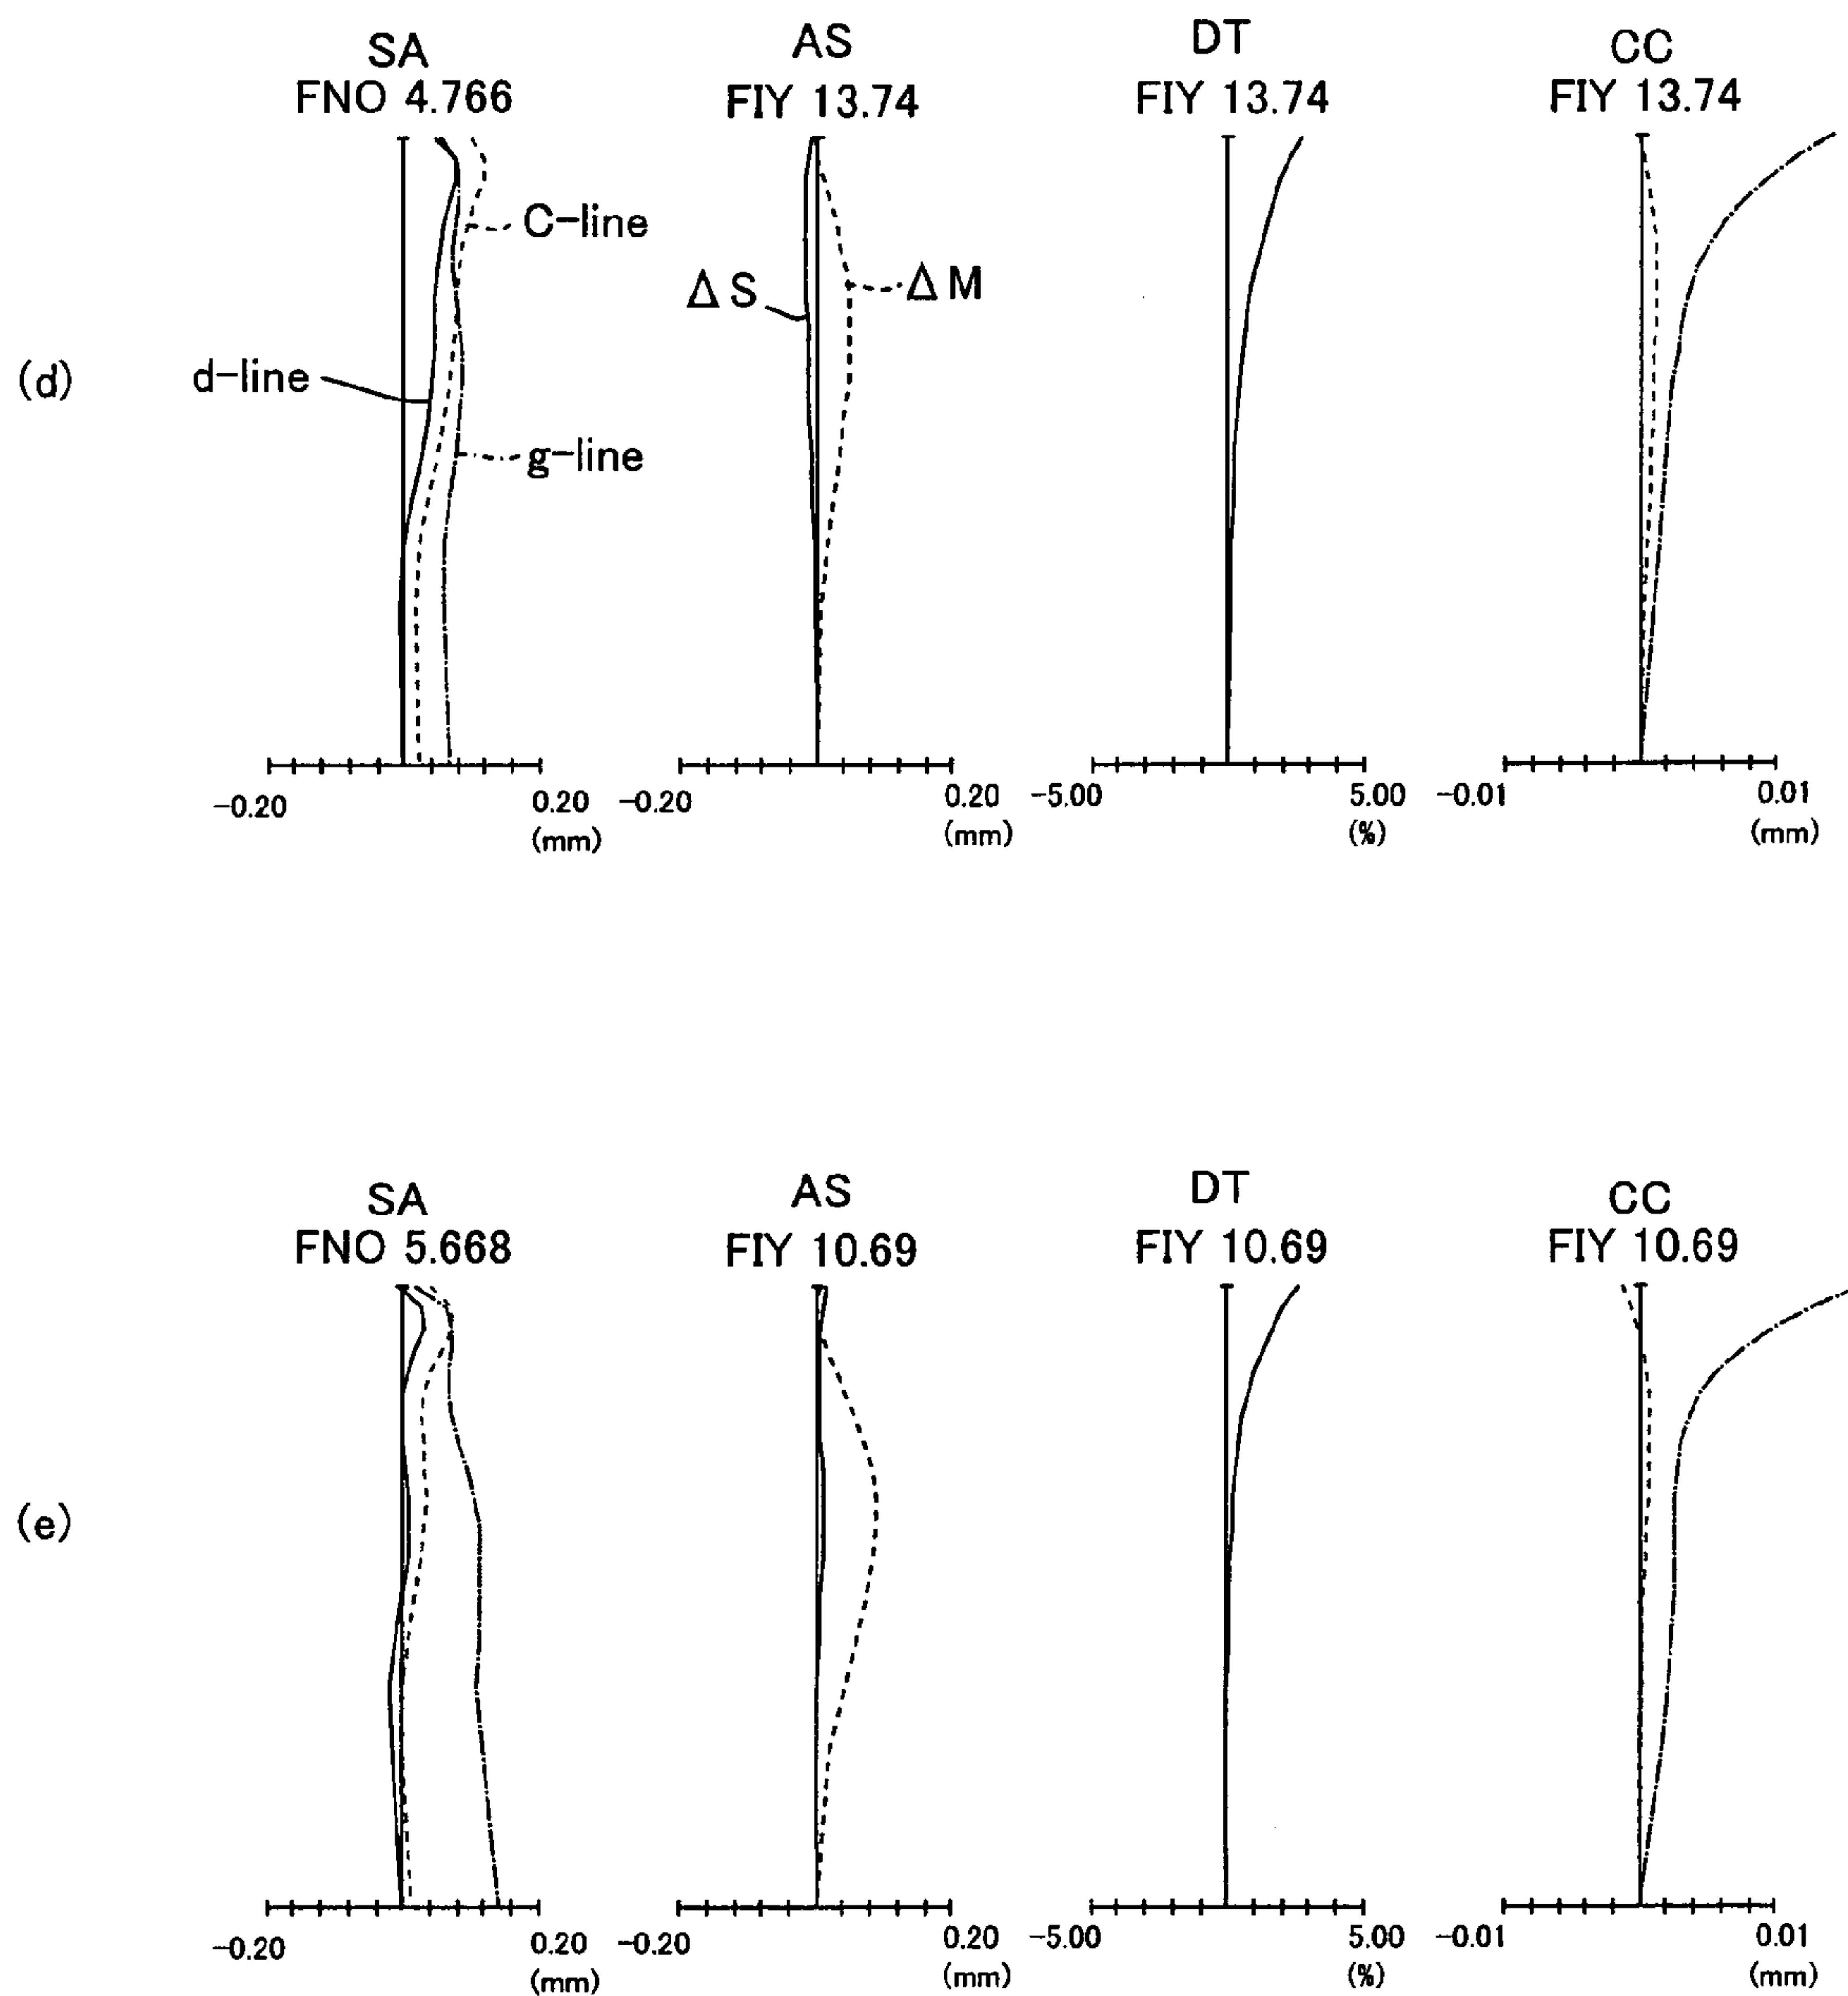 SA
FNO 4.766
AS
FIY 13.74
DT
FIY 13.74
CC
FIY 13.74
(d)
C-line
d-line
g-line
ΔS
ΔM
-0.20
0.20
(mm)
-0.20
0.20
(mm)
-5.00
5.00
(%)
-0.01
0.01
(mm)
SA
FNO 5.668
AS
FIY 10.69
DT
FIY 10.69
CC
FIY 10.69
(e)
-0.20
0.20
(mm)
-0.20
0.20
(mm)
-5.00
5.00
(%)
-0.01
0.01
(mm)